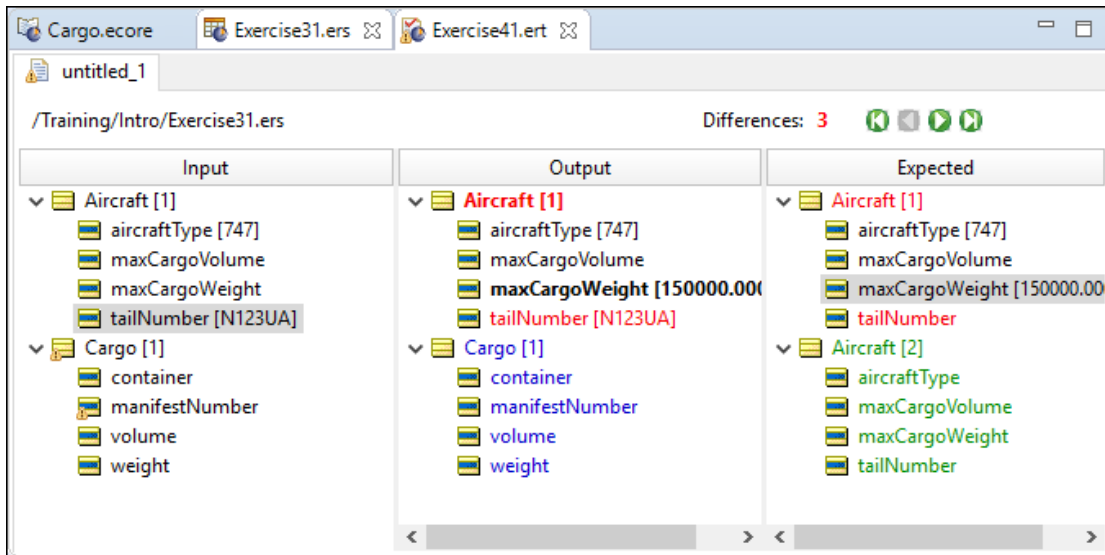 Cargo.ecore Exercise31.ers Exercise41.ert
untitled_1
/Training/Intro/Exercise31.ers Differences: 3
Input Output Expected
Aircraft [1] Aircraft [1] Aircraft [1]
aircraftType [747] aircraftType [747] aircraftType [747]
maxCargoVolume maxCargoVolume maxCargoVolume
maxCargoWeight maxCargoWeight [150000.000 maxCargoWeight [150000.00
tailNumber [N123UA] tailNumber [N123UA] tailNumber
Cargo [1] Cargo [1] Aircraft [2]
container container aircraftType
manifestNumber manifestNumber maxCargoVolume
volume volume maxCargoWeight
weight weight tailNumber